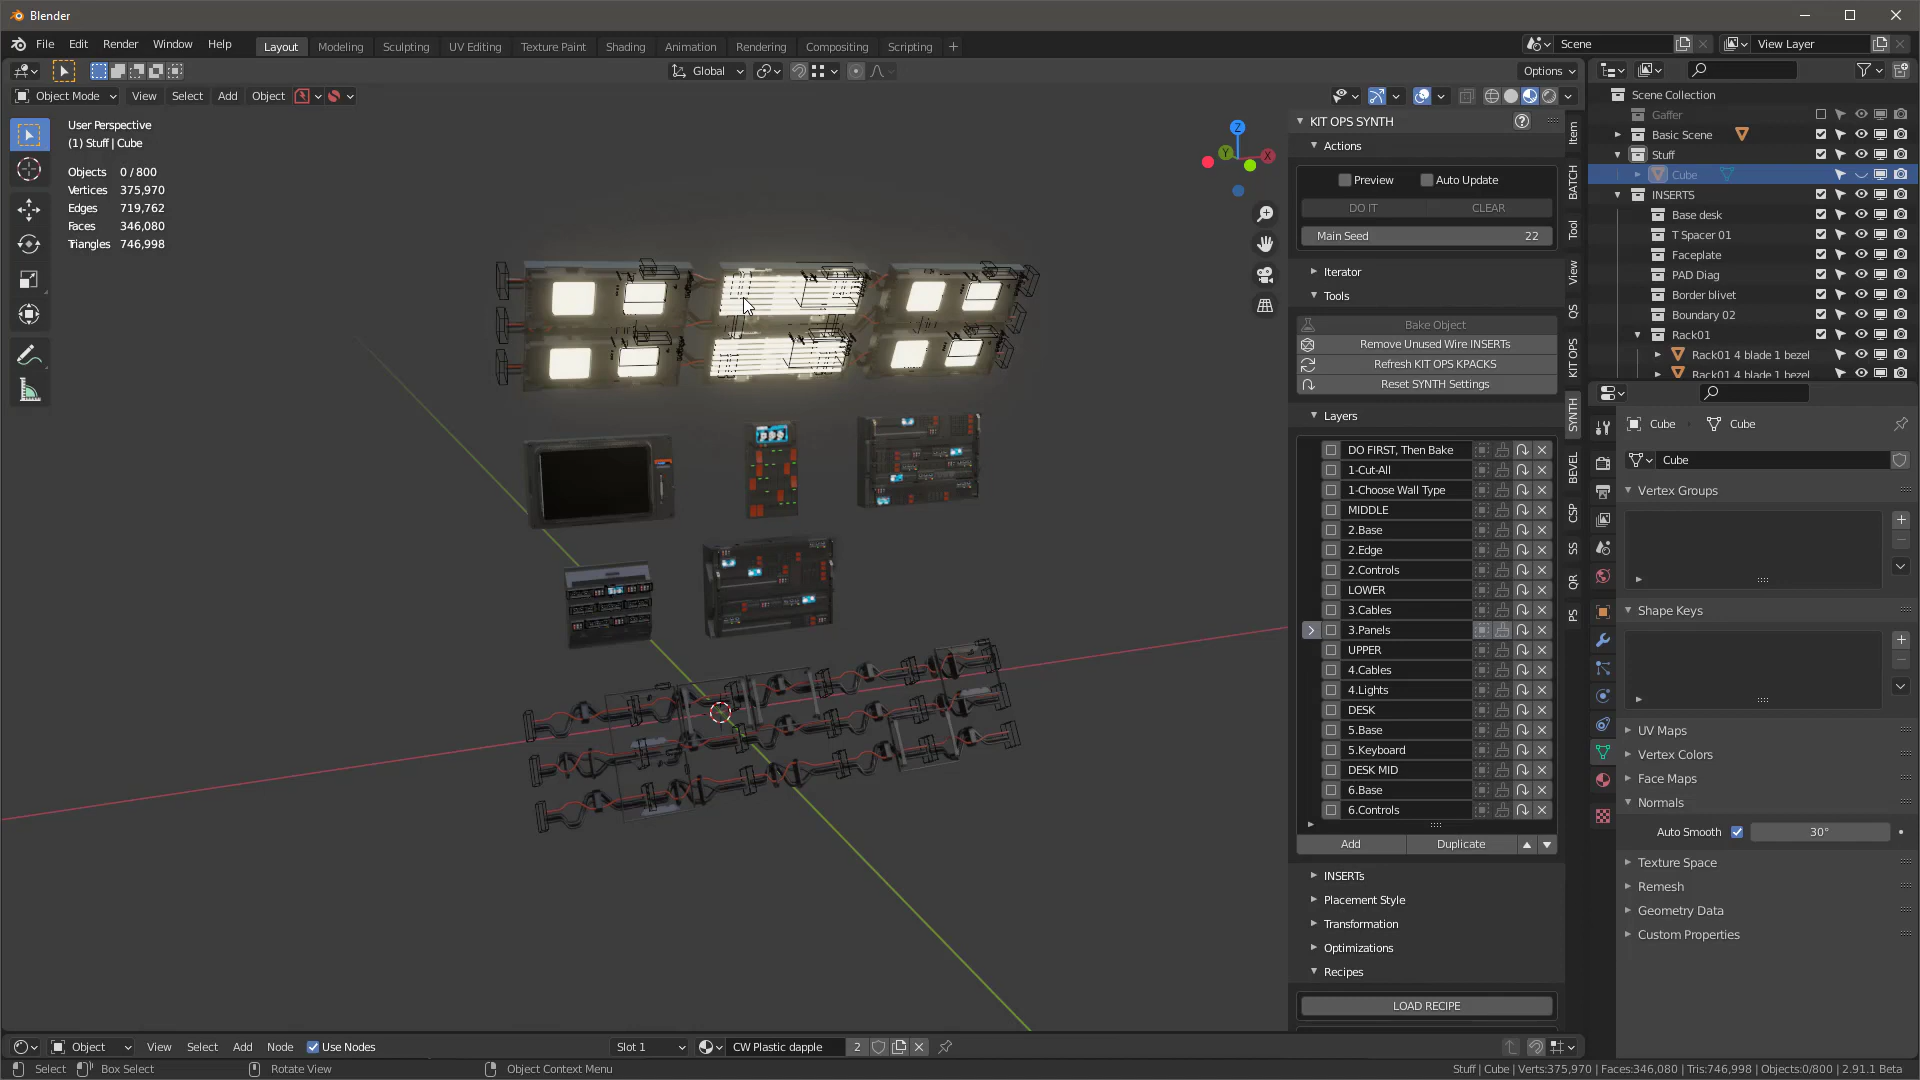 Blender
File Edit Render Window Help
Layout Modeling Sculpting UV Editing Texture Paint Shading Animation Rendering Compositing Scripting +
Scene
View Layer
Global
Options
Object Mode View Select Add Object
User Perspective
(1) Stuff | Cube
Objects 0 / 800
Vertices 375,970
Edges 719,762
Faces 346,080
Triangles 746,998
Z
Y
X
KIT OPS SYNTH
Actions
Preview Auto Update
DO IT CLEAR
Main Seed 22
Iterator
Tools
Bake Object
Remove Unused Wire INSERTs
Refresh KIT OPS KPACKS
Reset SYNTH Settings
Layers
DO FIRST, Then Bake
1-Cut-All
1-Choose Wall Type
MIDDLE
2.Base
2.Edge
2.Controls
LOWER
3.Cables
3.Panels
UPPER
4.Cables
4.Lights
DESK
5.Base
5.Keyboard
DESK MID
6.Base
6.Controls
Add Duplicate
INSERTs
Placement Style
Transformation
Optimizations
Recipes
LOAD RECIPE
Item
BATCH
Tool
View
QS
KIT OPS
SYNTH
BEVEL
CSP
SS
QR
PS
Scene Collection
Gaffer
Basic Scene
Stuff
Cube
INSERTS
Base desk
T Spacer 01
Faceplate
PAD Diag
Border blivet
Boundary 02
Rack01
Rack01 4 blade 1 bezel
Rack01 4 blade 1 bezel
Cube Cube
Cube
Vertex Groups
Shape Keys
UV Maps
Vertex Colors
Face Maps
Normals
Auto Smooth 30°
Texture Space
Remesh
Geometry Data
Custom Properties
Object View Select Add Node Use Nodes Slot 1 CW Plastic dapple 2
Select Box Select Rotate View Object Context Menu
Stuff | Cube | Verts:375,970 | Faces:346,080 | Tris:746,998 | Objects:0/800 | 2.91.1 Beta